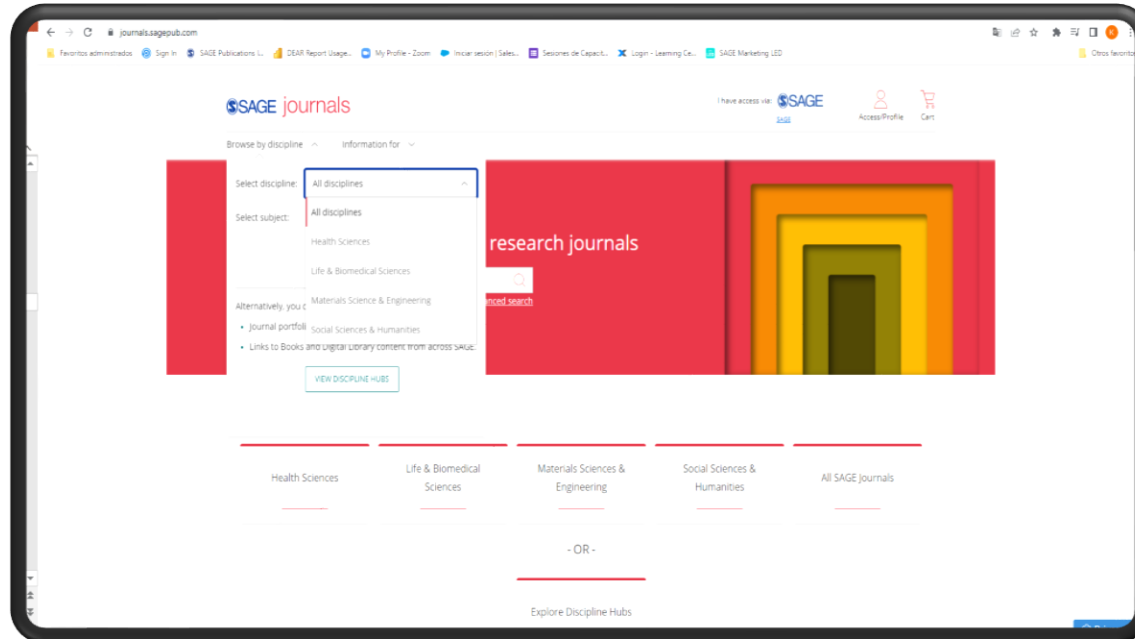 journals.sagepub.com
Favoritos administrados Sign In SAGE Publications I... DEAR Report Usage... My Profile - Zoom Iniciar sesión | Sales... Sesiones de Capacit... Login - Learning Ce... SAGE Marketing LED Otros favoritos
SAGE journals
I have access via: SAGE
SAGE
Access/Profile Cart
Browse by discipline Information for
Select discipline: All disciplines
Select subject: All disciplines
Health Sciences
research journals
Life & Biomedical Sciences
Alternatively, you c Materials Science & Engineering anced search
Journal portfoli Social Sciences & Humanities
Links to Books and Digital Library content from across SAGE
VIEW DISCIPLINE HUBS
Health Sciences
Life & Biomedical
Sciences
Materials Sciences &
Engineering
Social Sciences &
Humanities
All SAGE Journals
- OR -
Explore Discipline Hubs